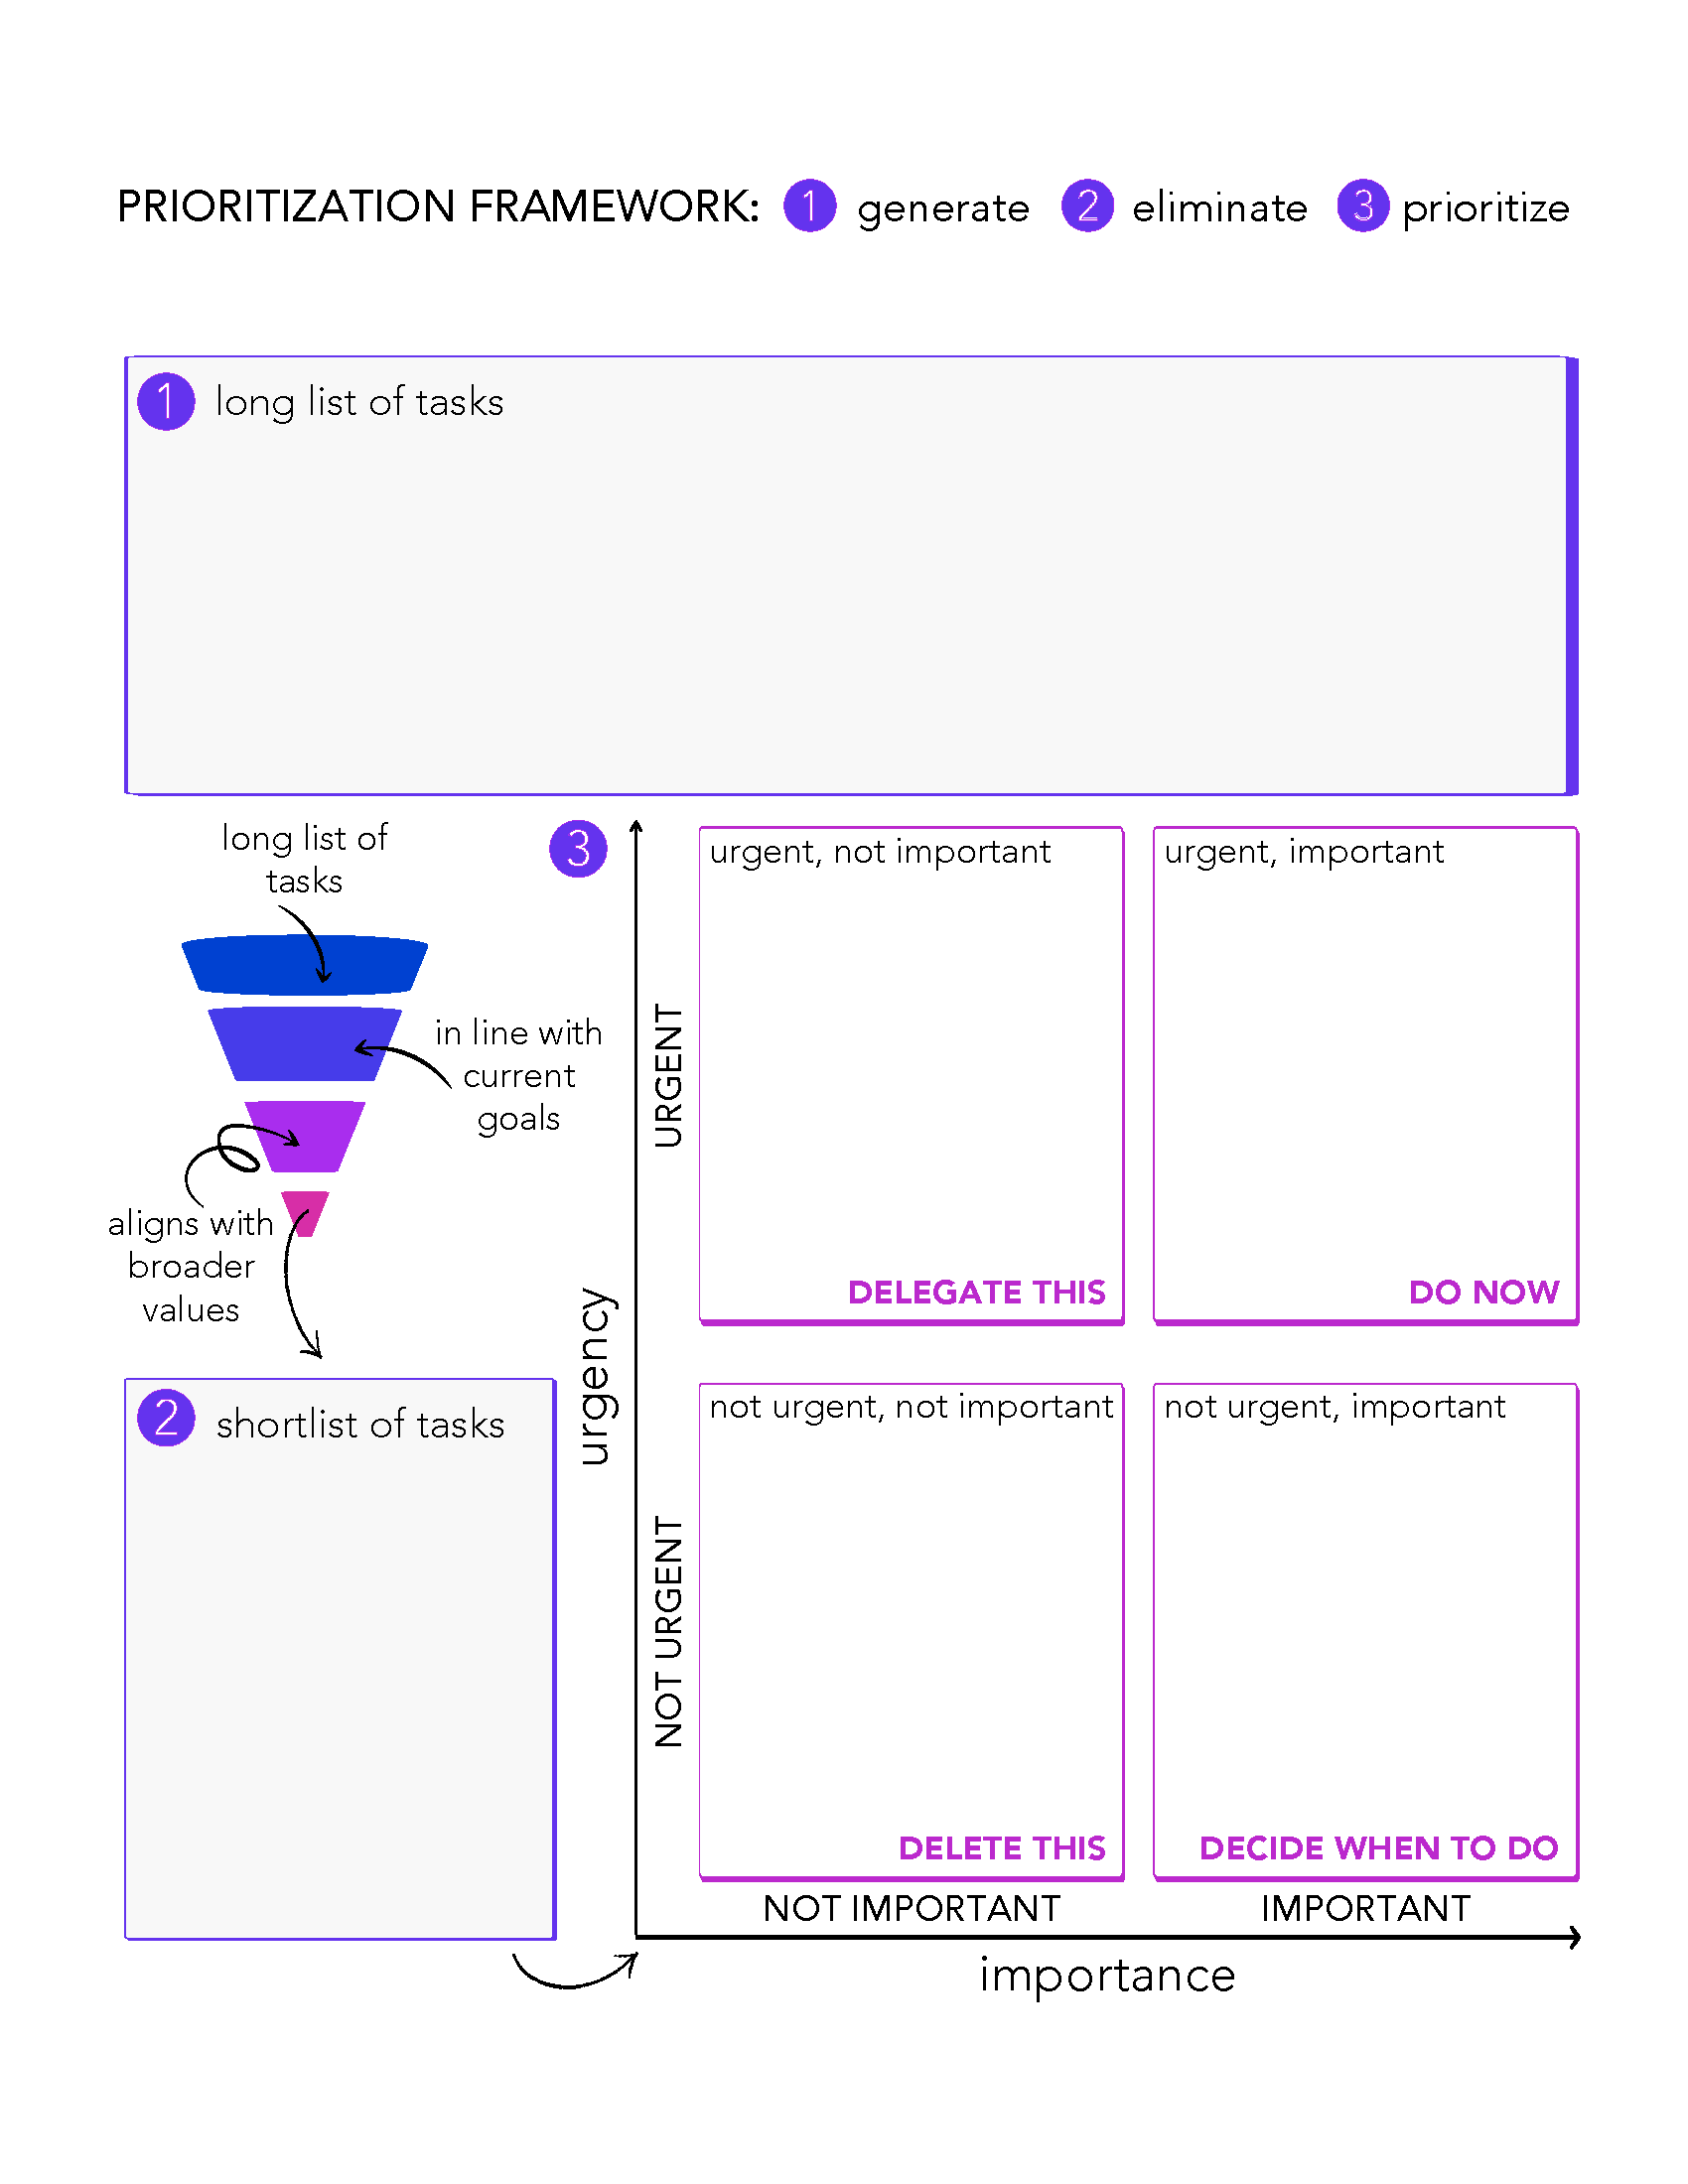 PRIORITIZATION FRAMEWORK: 1 generate 2 eliminate 3 prioritize
1 long list of tasks
long list of
tasks
in line with
current
goals
aligns with
broader
values
2 shortlist of tasks
3
urgency
URGENT
NOT URGENT
urgent, not important
DELEGATE THIS
urgent, important
DO NOW
not urgent, not important
DELETE THIS
not urgent, important
DECIDE WHEN TO DO
NOT IMPORTANT
IMPORTANT
importance